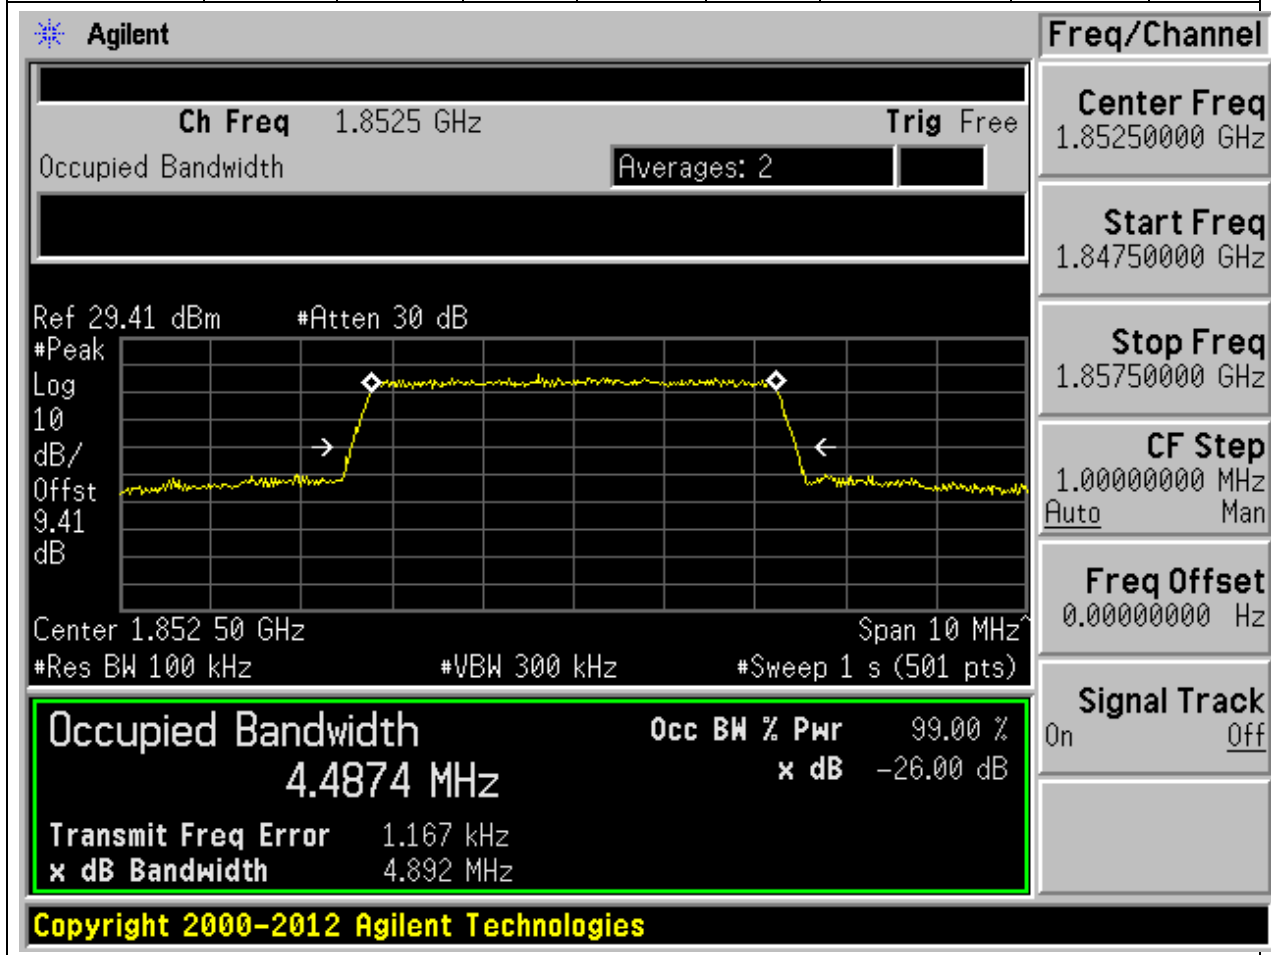 Agilent
Freq/Channel
Ch Freq 1.8525 GHz Trig Free
Occupied Bandwidth Averages: 2
Center Freq
1.85250000 GHz
Start Freq
1.84750000 GHz
Stop Freq
1.85750000 GHz
CF Step
1.00000000 MHz
Auto Man
Freq Offset
0.00000000 Hz
Signal Track
On Off
Ref 29.41 dBm #Atten 30 dB
#Peak
Log
10
dB/
Offst
9.41
dB
Center 1.852 50 GHz Span 10 MHz^
#Res BW 100 kHz #VBW 300 kHz #Sweep 1 s (501 pts)
Occupied Bandwidth Occ BW % Pwr 99.00 %
4.4874 MHz x dB -26.00 dB
Transmit Freq Error 1.167 kHz
x dB Bandwidth 4.892 MHz
Copyright 2000-2012 Agilent Technologies